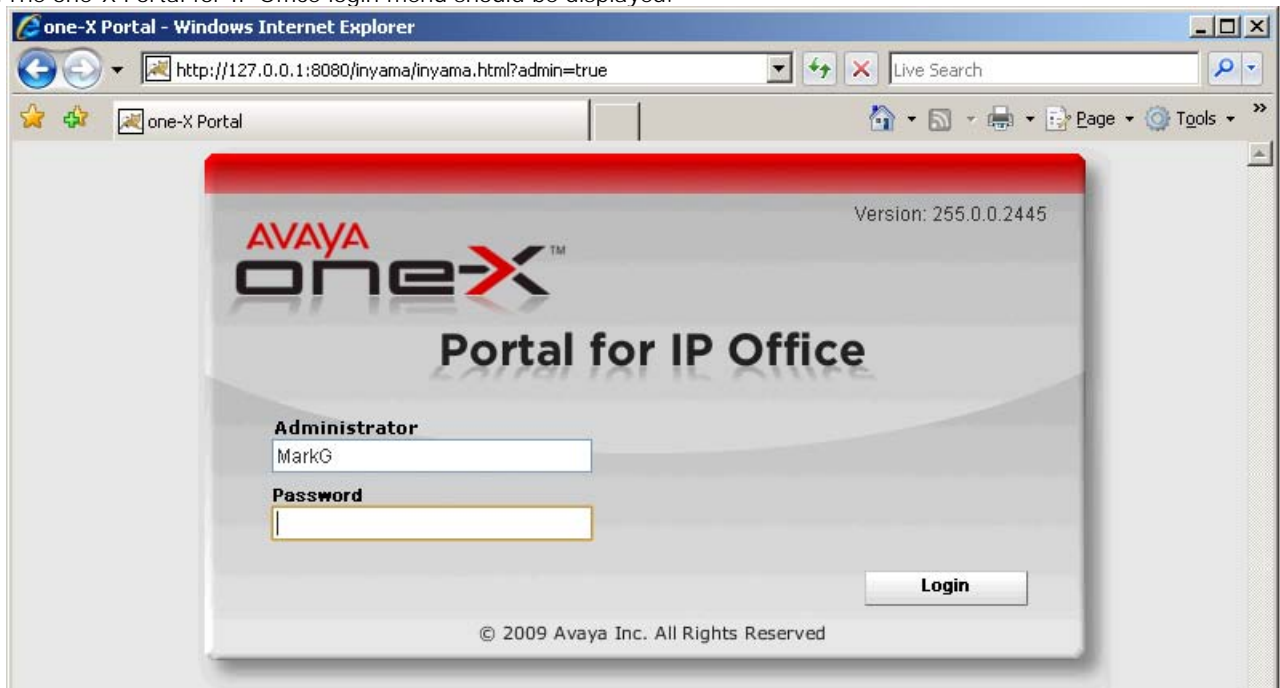 The one-X Portal for IP Office login menu should be displayed.
one-X Portal - Windows Internet Explorer
http://127.0.0.1:8080/inyama/inyama.html?admin=true
Live Search
one-X Portal
Page
Tools
»
Version: 255.0.0.2445
AVAYA
one-X™
Portal for IP Office
Administrator
MarkG
Password
Login
© 2009 Avaya Inc. All Rights Reserved